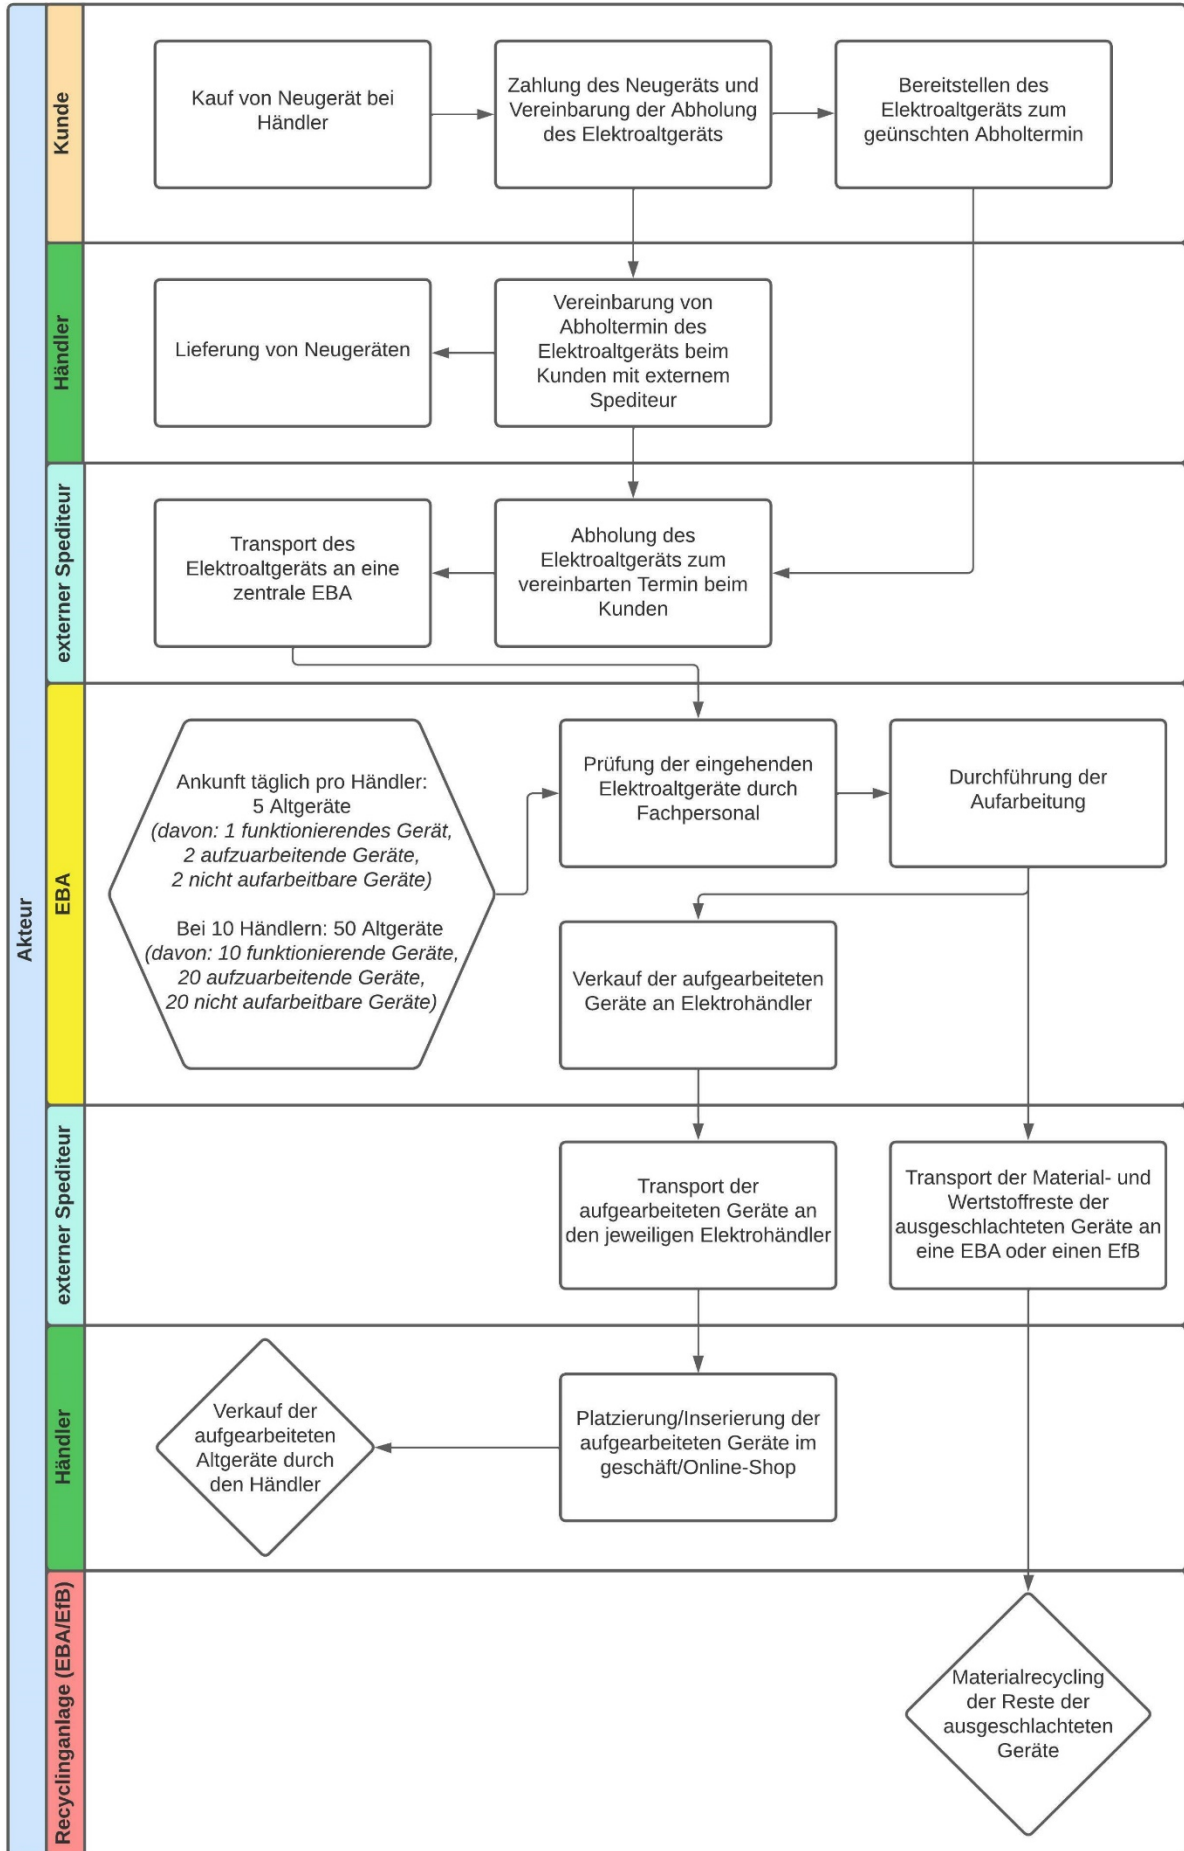 Akteur
Kunde
Kauf von Neugerät bei
Händler
Zahlung des Neugeräts und
Vereinbarung der Abholung
des Elektroaltgeräts
Bereitstellen des
Elektroaltgeräts zum
geünschten Abholtermin
Händler
Lieferung von Neugeräten
Vereinbarung von
Abholtermin des
Elektroaltgeräts beim
Kunden mit externem
Spediteur
externer Spediteur
Transport des
Elektroaltgeräts an eine
zentrale EBA
Abholung des
Elektroaltgeräts zum
vereinbarten Termin beim
Kunden
EBA
Ankunft täglich pro Händler:
5 Altgeräte
(davon: 1 funktionierendes Gerät,
2 aufzuarbeitende Geräte,
2 nicht aufarbeitbare Geräte)
Bei 10 Händlern: 50 Altgeräte
(davon: 10 funktionierende Geräte,
20 aufzuarbeitende Geräte,
20 nicht aufarbeitbare Geräte)
Prüfung der eingehenden
Elektroaltgeräte durch
Fachpersonal
Durchführung der
Aufarbeitung
Verkauf der aufgearbeiteten
Geräte an Elektrohändler
externer Spediteur
Transport der
aufgearbeiteten Geräte an
den jeweiligen Elektrohändler
Transport der Material- und
Wertstoffreste der
ausgeschlachteten Geräte an
eine EBA oder einen EfB
Händler
Verkauf der
aufgearbeiteten
Altgeräte durch
den Händler
Platzierung/Inserierung der
aufgearbeiteten Geräte im
geschäft/Online-Shop
Recyclinganlage (EBA/EfB)
Materialrecycling
der Reste der
ausgeschlachteten
Geräte